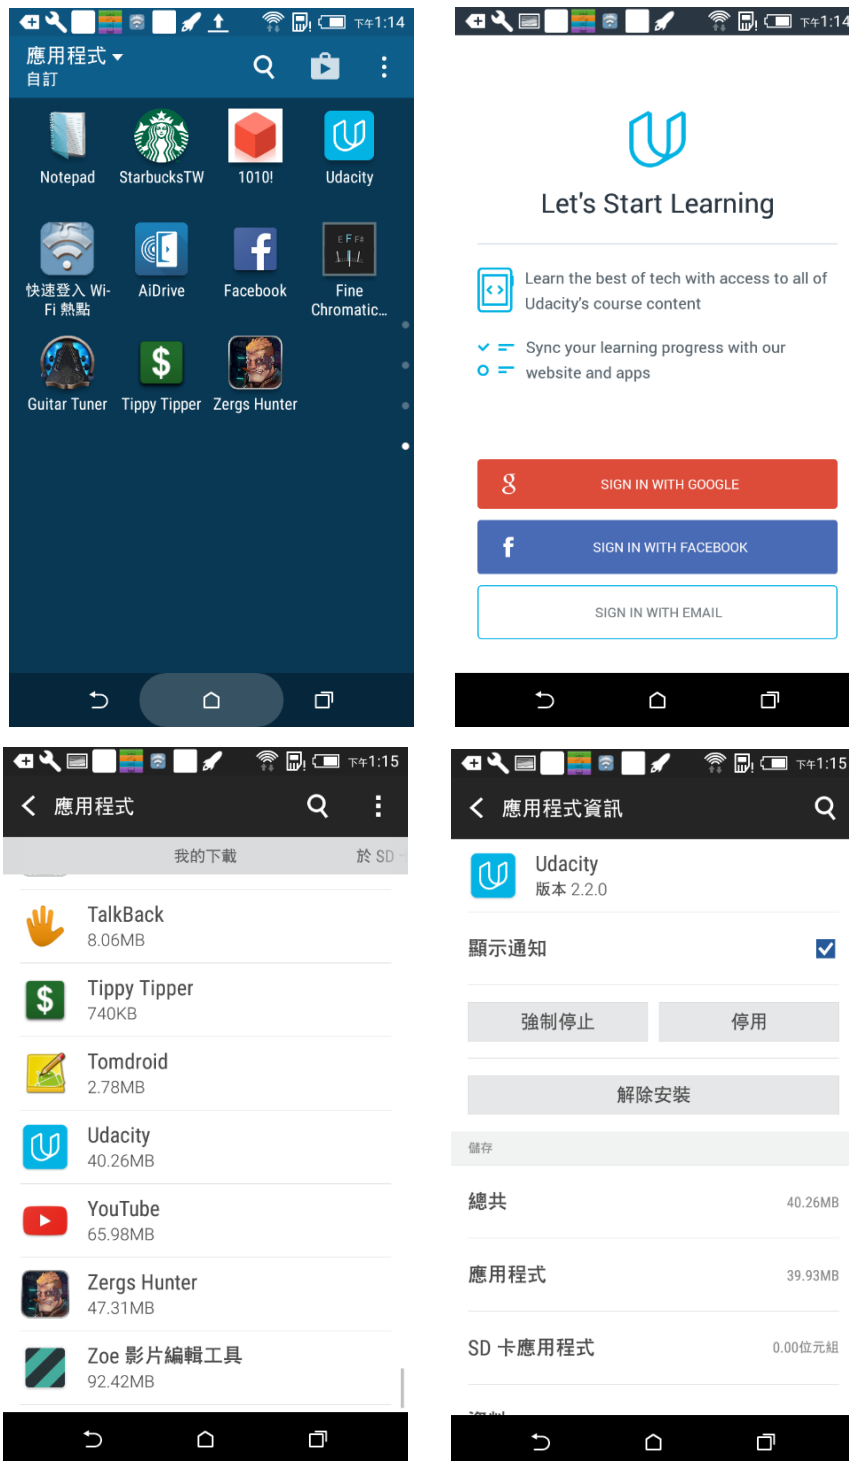 下午1:14
應用程式
自訂
Notepad
StarbucksTW
1010!
Udacity
快速登入 Wi-
Fi 熱點
AiDrive
Facebook
E F F#
Fine
Chromatic...
Guitar Tuner
Tippy Tipper
Zergs Hunter
下午1:14
Let's Start Learning
Learn the best of tech with access to all of
Udacity's course content
Sync your learning progress with our
website and apps
SIGN IN WITH GOOGLE
SIGN IN WITH FACEBOOK
SIGN IN WITH EMAIL
下午1:15
應用程式
我的下載
於 SD
TalkBack
8.06MB
Tippy Tipper
740KB
Tomdroid
2.78MB
Udacity
40.26MB
YouTube
65.98MB
Zergs Hunter
47.31MB
Zoe 影片編輯工具
92.42MB
下午1:15
應用程式資訊
Udacity
版本 2.2.0
顯示通知
強制停止
停用
解除安裝
儲存
總共
40.26MB
應用程式
39.93MB
SD 卡應用程式
0.00位元組